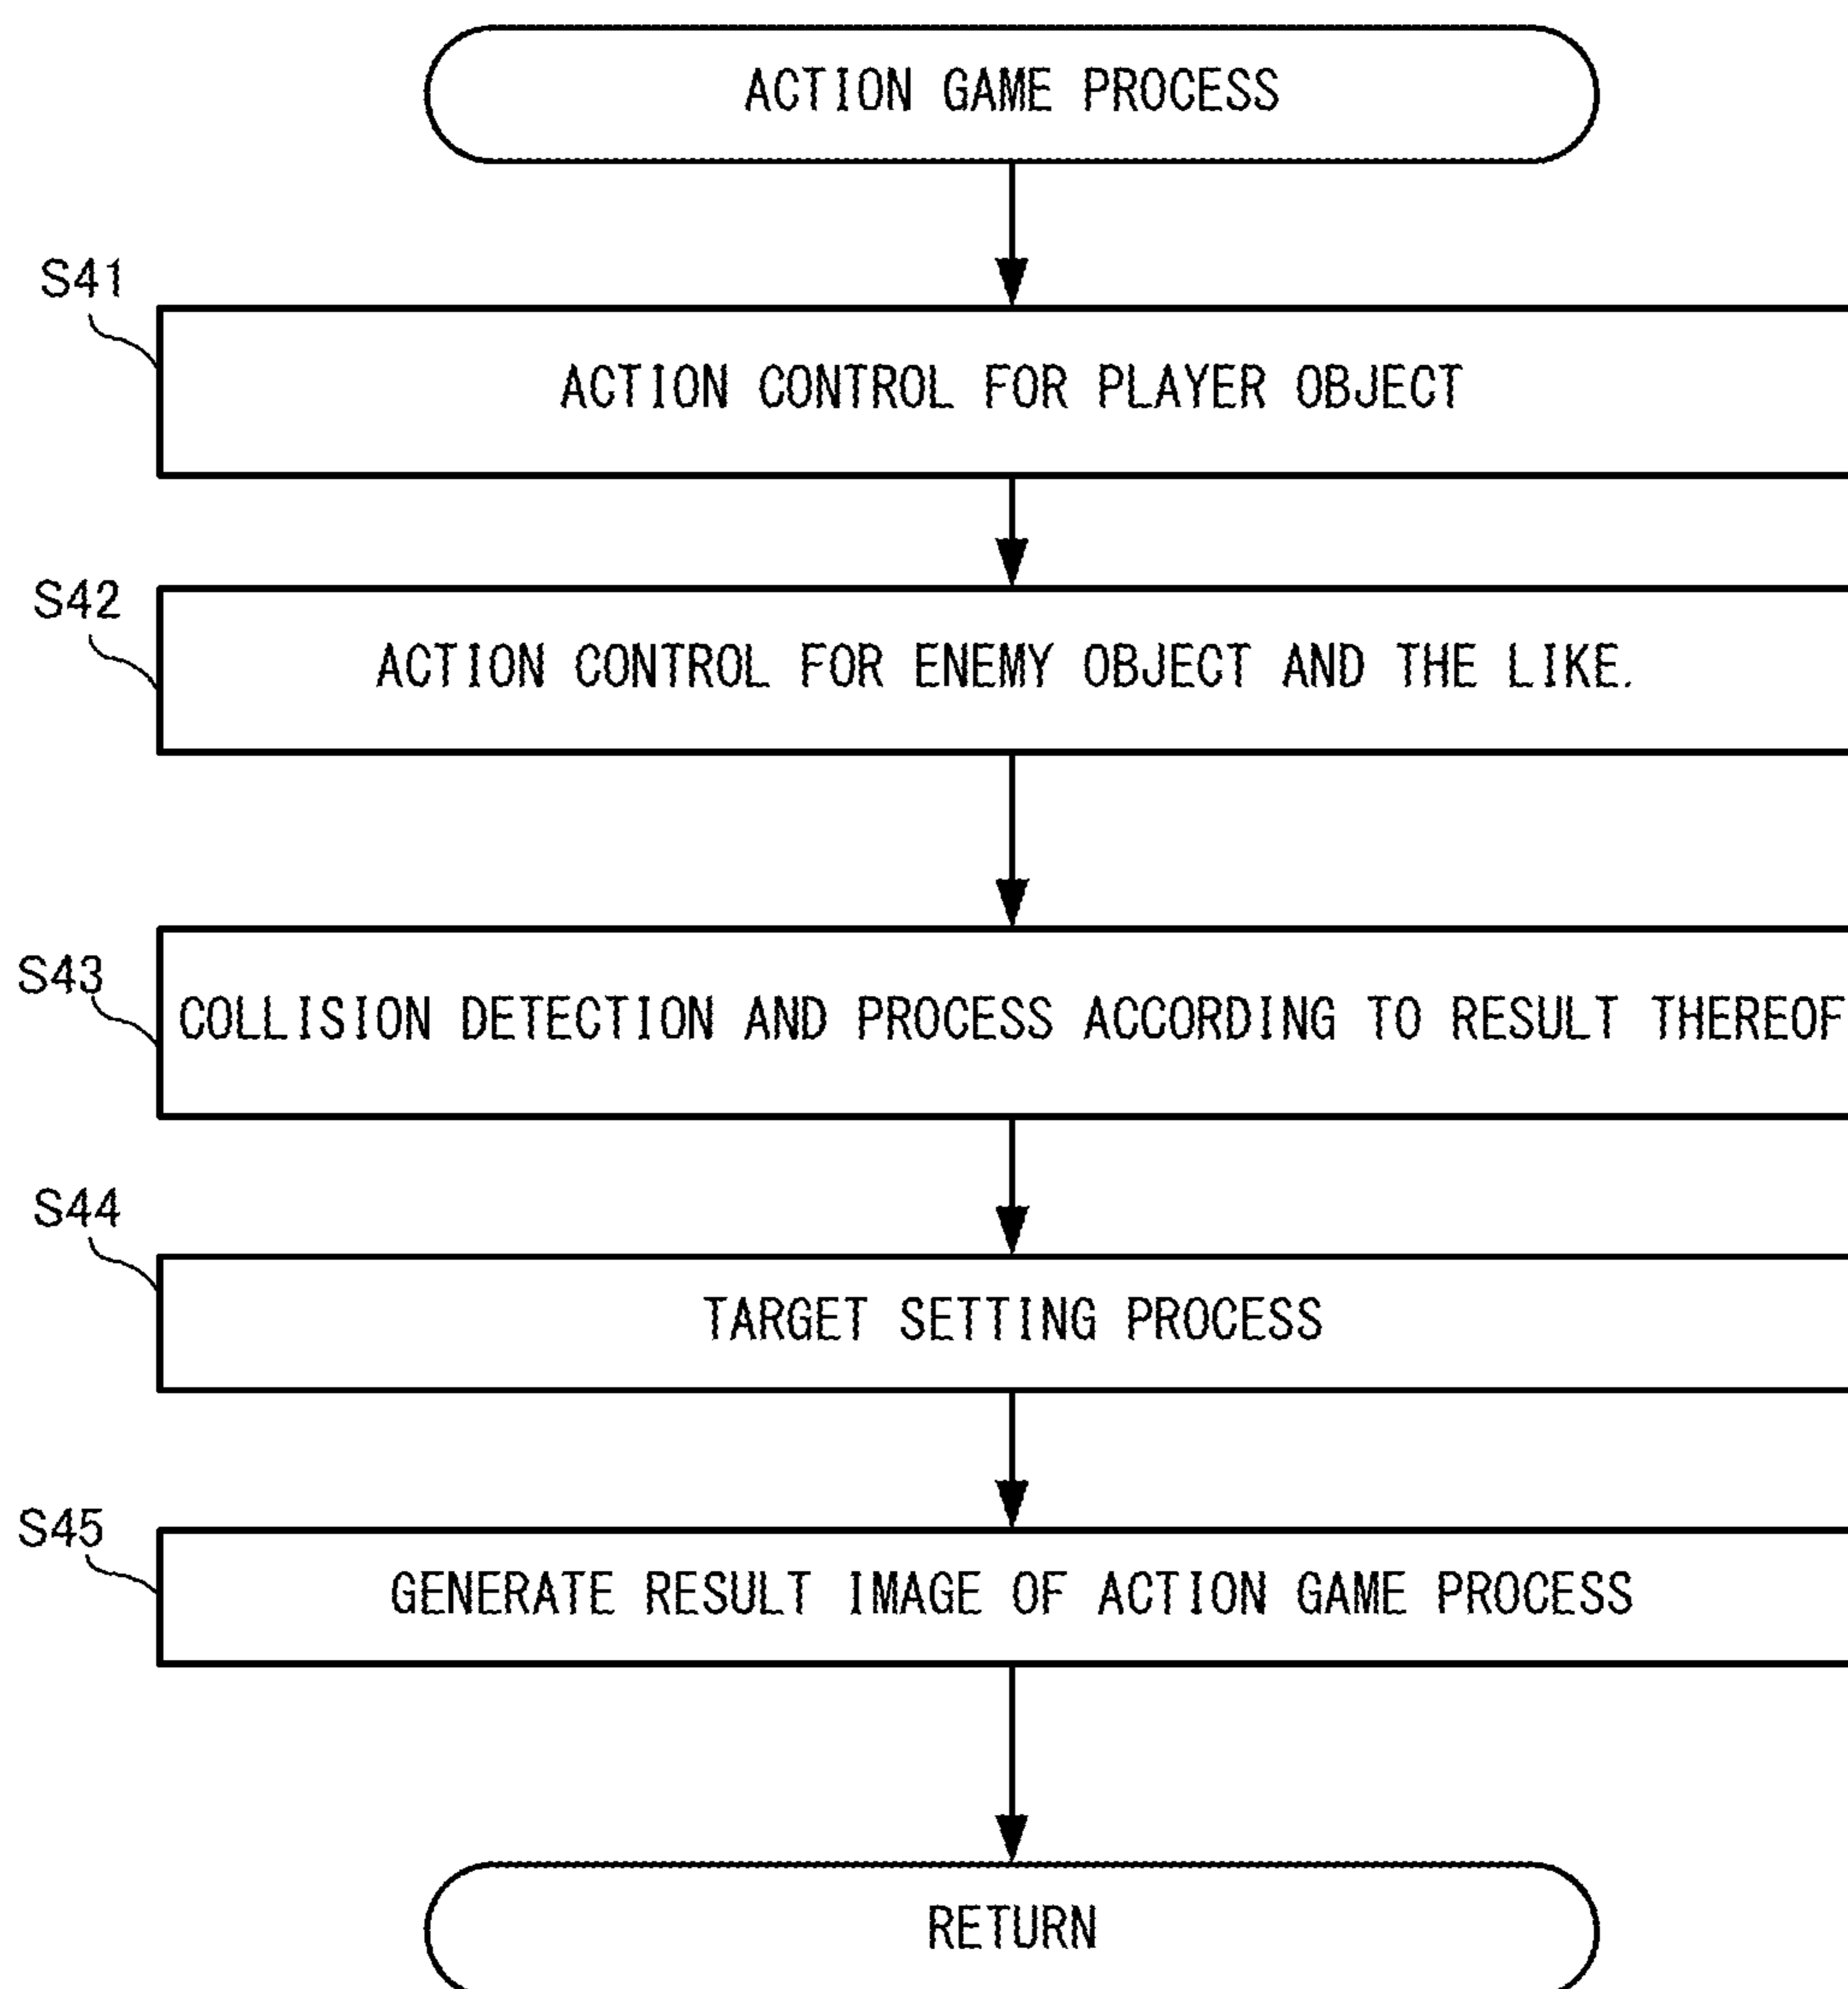 ACTION GAME PROCESS
S41
ACTION CONTROL FOR PLAYER OBJECT
S42
ACTION CONTROL FOR ENEMY OBJECT AND THE LIKE.
S43
COLLISION DETECTION AND PROCESS ACCORDING TO RESULT THEREOF
S44
TARGET SETTING PROCESS
S45
GENERATE RESULT IMAGE OF ACTION GAME PROCESS
RETURN